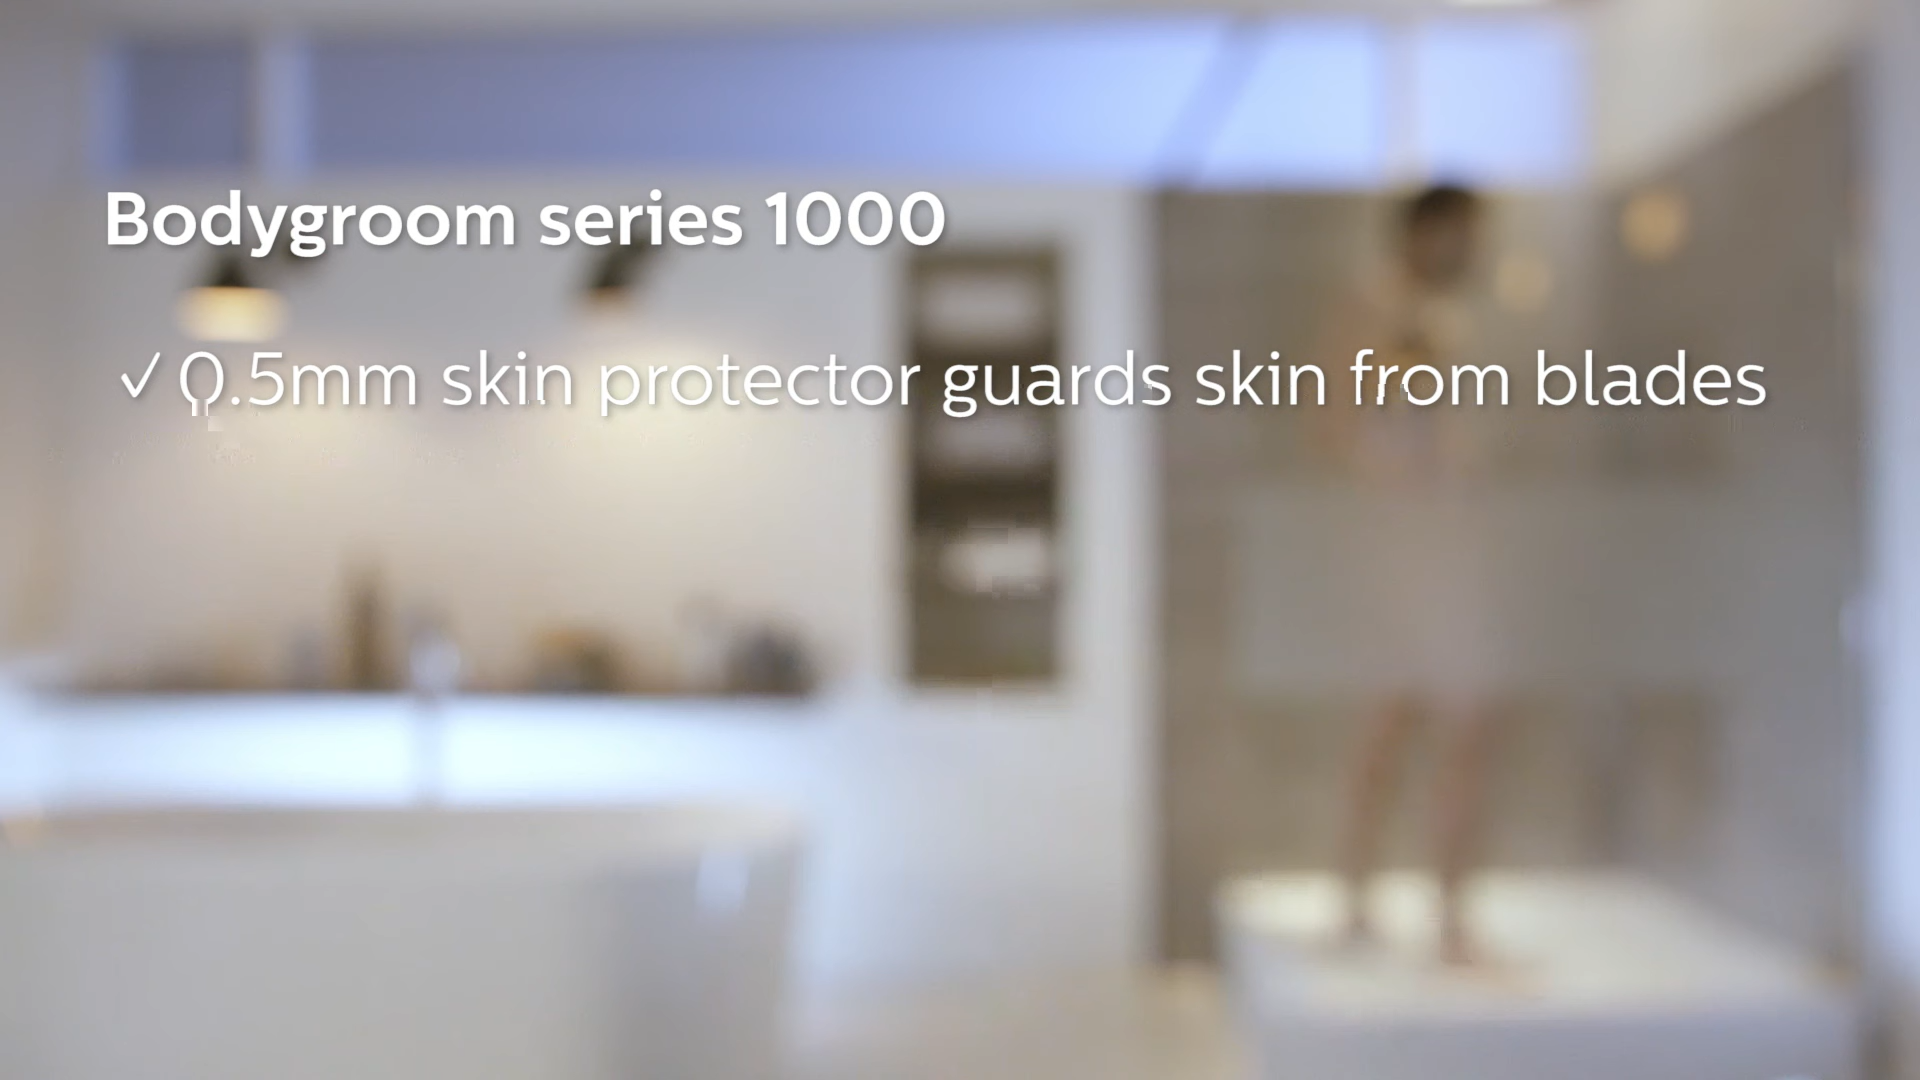 Bodygroom series 1000
✓ 0.5mm skin protector guards skin from blades